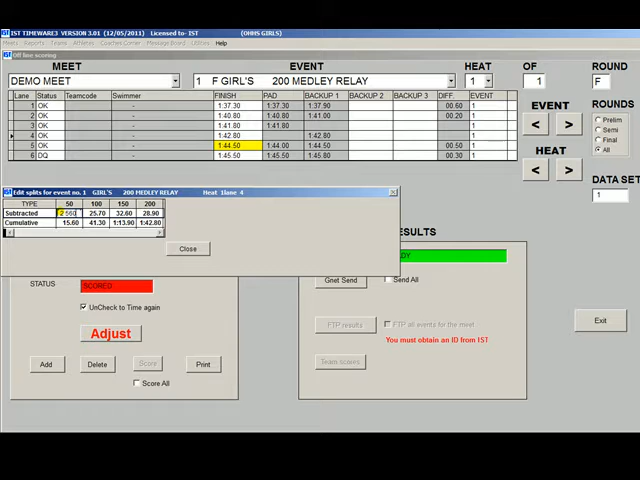 IST TIMEWARE3 VERSION 3.01 (12/05/2011) Licensed to- IST (OHHS GIRLS)
Meets Reports Teams Athletes Coaches Corner Message Board Utilities Help
Off line scoring
MEET EVENT HEAT OF ROUND
DEMO MEET 1 F GIRL'S 200 MEDLEY RELAY 1 1 F
Lane Status Teamcode Swimmer FINISH PAD BACKUP 1 BACKUP 2 BACKUP 3 DIFF. EVENT
1 OK - 1:37.30 1:37.30 1:37.90 00.60 1
2 OK - 1:40.80 1:40.80 1:41.00 00.20 1
3 OK - 1:41.80 1:41.80 1
4 OK - 1:42.80 1:42.80 1
5 OK - 1:44.50 1:44.00 1:44.50 00.50 1
6 DQ - 1:45.50 1:45.50 1:45.80 00.30 1
EVENT
< >
HEAT
< >
ROUNDS
Prelim
Semi
Final
All
DATA SET
1
Edit splits for event no. 1 GIRL'S 200 MEDLEY RELAY Heat 1lane 4
TYPE 50 100 150 200
Subtracted 25.70 32.60 28.90
Cumulative 15.60 41.30 1:13.90 1:42.80
Close
STATUS SCORED
UnCheck to Time again
Adjust
Add Delete Score Print
Score All
Gnet Send Send All
FTP results FTP all events for the meet
You must obtain an ID from IST
Team scores
Exit